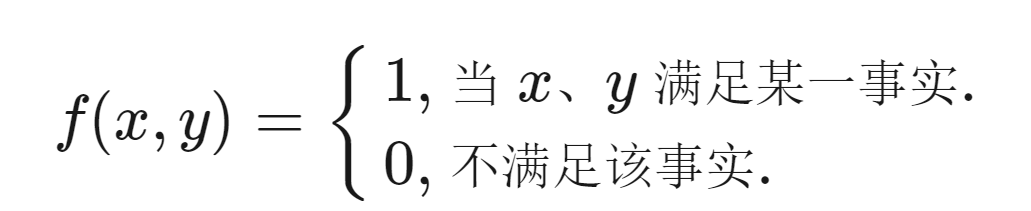 f(x, y) = { 1, 当 x、y 满足某一事实.
0, 不满足该事实.